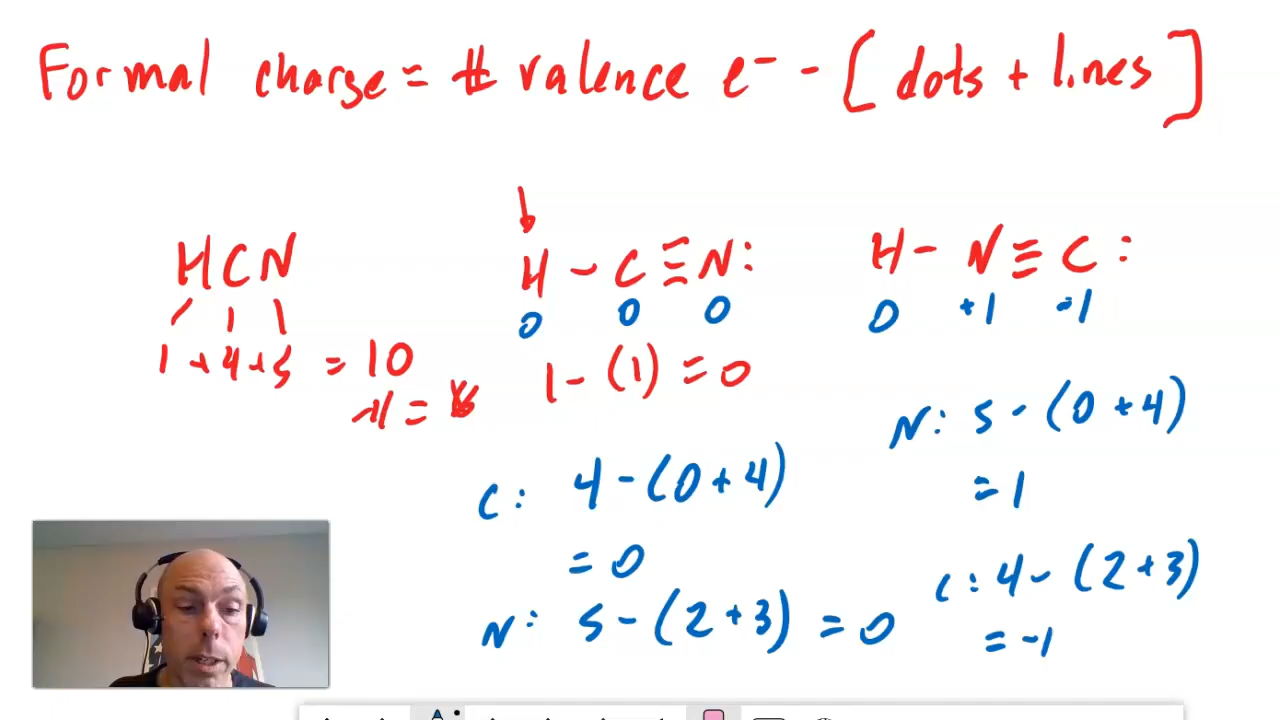 Formal charge = # valence e⁻ - [dots + lines]
HCN
1 + 4 + 5 = 10
H - C ≡ N:
0 0 0
1 - (1) = 0
C: 4 - (0 + 4)
= 0
N: 5 - (2 + 3) = 0
H - N ≡ C:
0 +1 -1
N: 5 - (0 + 4)
= 1
C: 4 - (2 + 3)
= -1